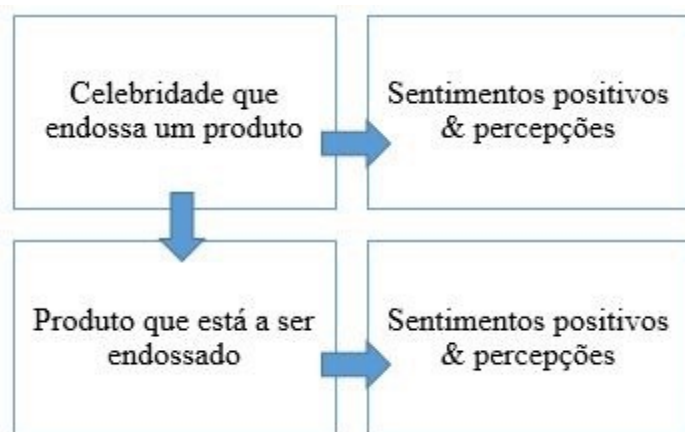 Celebridade que
endossa um produto
Sentimentos positivos
& percepções
Produto que está a ser
endossado
Sentimentos positivos
& percepções